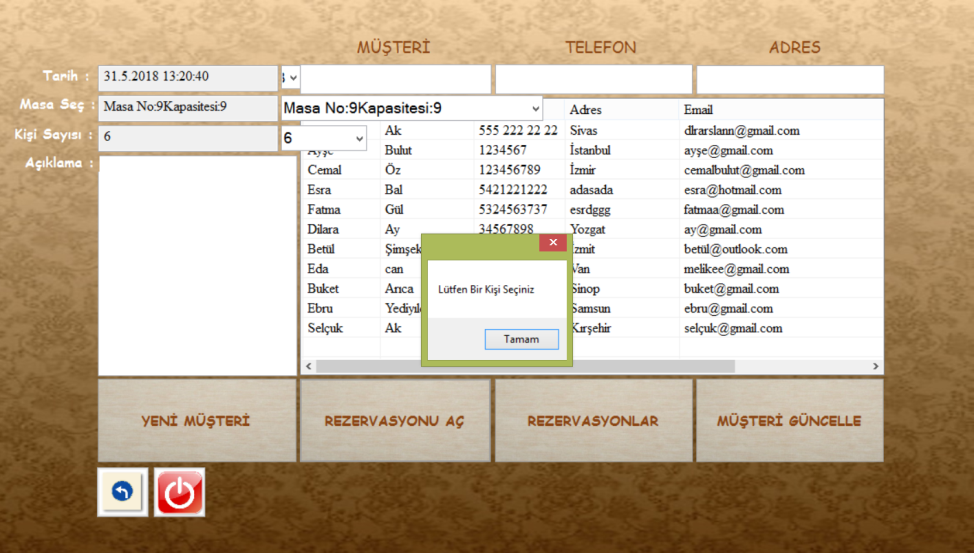 MÜŞTERİ TELEFON ADRES
Tarih : 31.5.2018 13:20:40
Masa Seç : Masa No:9Kapasitesi:9 Masa No:9Kapasitesi:9 Adres Email
Kişi Sayısı : 6 6 Ak 555 222 22 22 Sivas dlrarslann@gmail.com
Ayşe Bulut 1234567 İstanbul ayşe@gmail.com
Açıklama : Cemal Öz 123456789 İzmir cemalbulut@gmail.com
Esra Bal 5421221222 adasada esra@hotmail.com
Fatma Gül 5324563737 esrdggg fatmaa@gmail.com
Dilara Ay 34567898 Yozgat ay@gmail.com
Betül Şimşek zmit betül@outlook.com
Eda can Van melikee@gmail.com
Buket Arıca Sinop buket@gmail.com
Ebru Samsun ebru@gmail.com
Selçuk Ak Kırşehir selçuk@gmail.com
Lütfen Bir Kişi Seçiniz
Tamam
YENİ MÜŞTERİ REZERVASYONU AÇ REZERVASYONLAR MÜŞTERİ GÜNCELLE